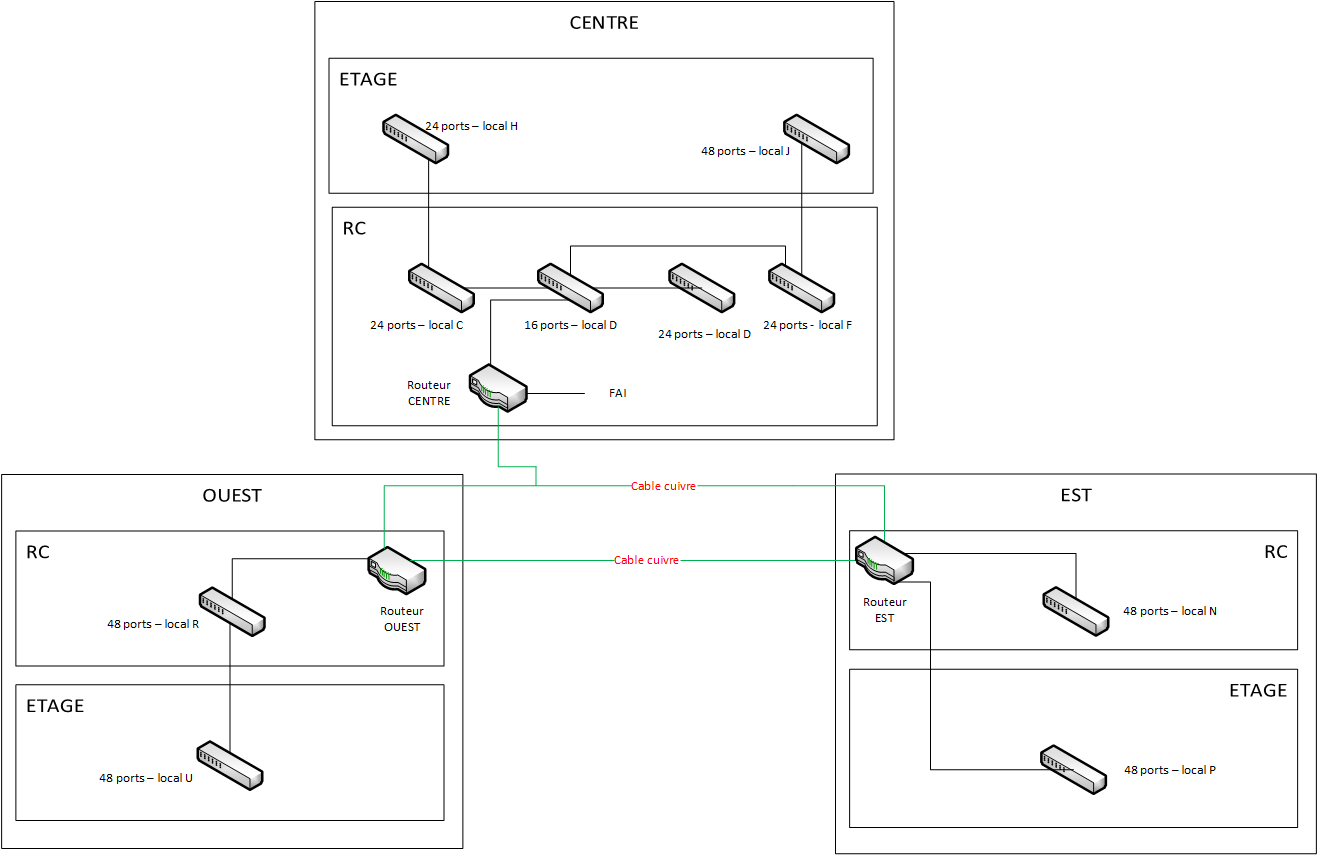 CENTRE
ETAGE
24 ports – local H
48 ports – local J
RC
24 ports – local C
16 ports – local D
24 ports – local D
24 ports - local F
Routeur
CENTRE
FAI
Cable cuivre
OUEST
EST
RC
RC
Cable cuivre
Routeur
OUEST
48 ports – local R
Routeur
EST
48 ports – local N
ETAGE
ETAGE
48 ports – local U
48 ports – local P